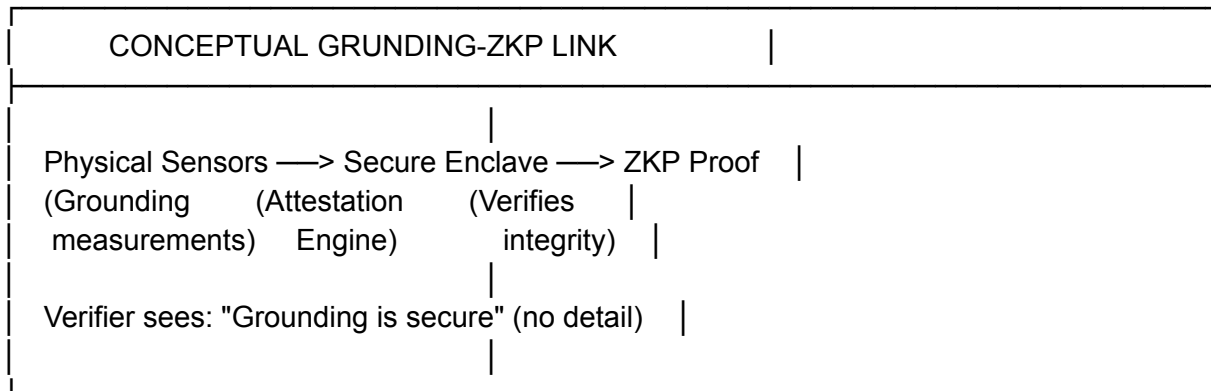 CONCEPTUAL GRUNDING-ZKP LINK
Physical Sensors ──> Secure Enclave ──> ZKP Proof
(Grounding (Attestation (Verifies
measurements) Engine) integrity)
Verifier sees: "Grounding is secure" (no detail)